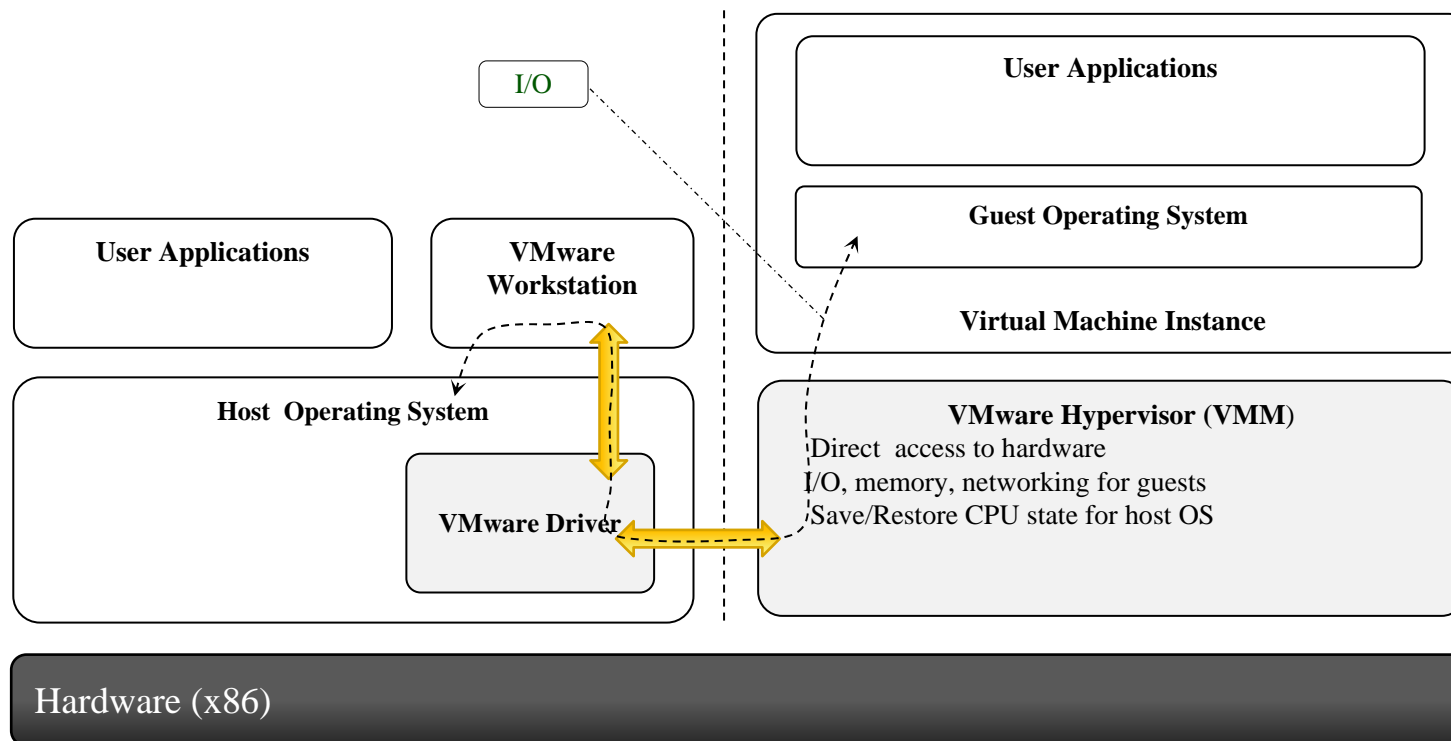 I/O
User Applications
Guest Operating System
Virtual Machine Instance
User Applications
VMware
Workstation
Host  Operating System
VMware Driver
VMware Hypervisor (VMM)
Direct  access to hardware
I/O, memory, networking for guests
Save/Restore CPU state for host OS
Hardware (x86)